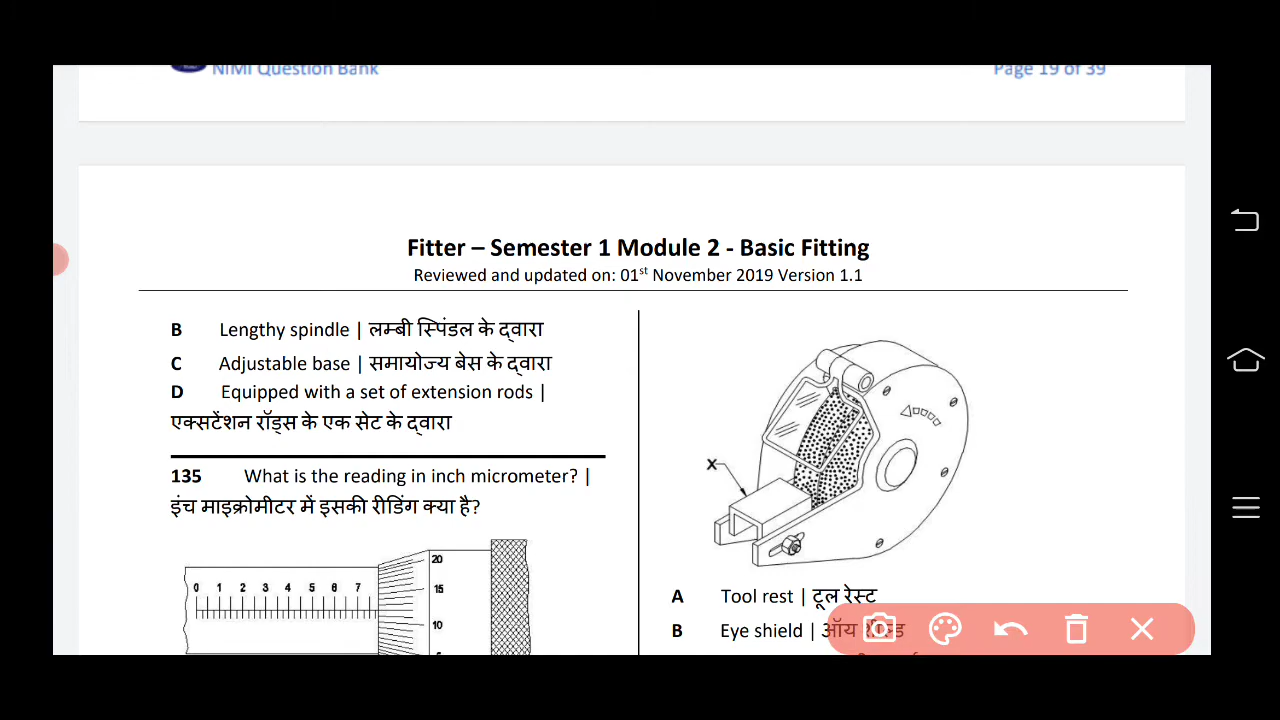 NIMI Question Bank
Page 19 of 39
Fitter – Semester 1 Module 2 - Basic Fitting
Reviewed and updated on: 01st November 2019 Version 1.1
B Lengthy spindle | लम्बी स्पिंडल के द्वारा
C Adjustable base | समायोज्य बेस के द्वारा
D Equipped with a set of extension rods |
एक्सटेंशन रॉड्स के एक सेट के द्वारा
135 What is the reading in inch micrometer? |
इंच माइक्रोमीटर में इसकी रीडिंग क्या है?
0 1 2 3 4 5 6 7
20
15
10
X
A Tool rest | टूल रेस्ट
B Eye shield | ऑय शील्ड